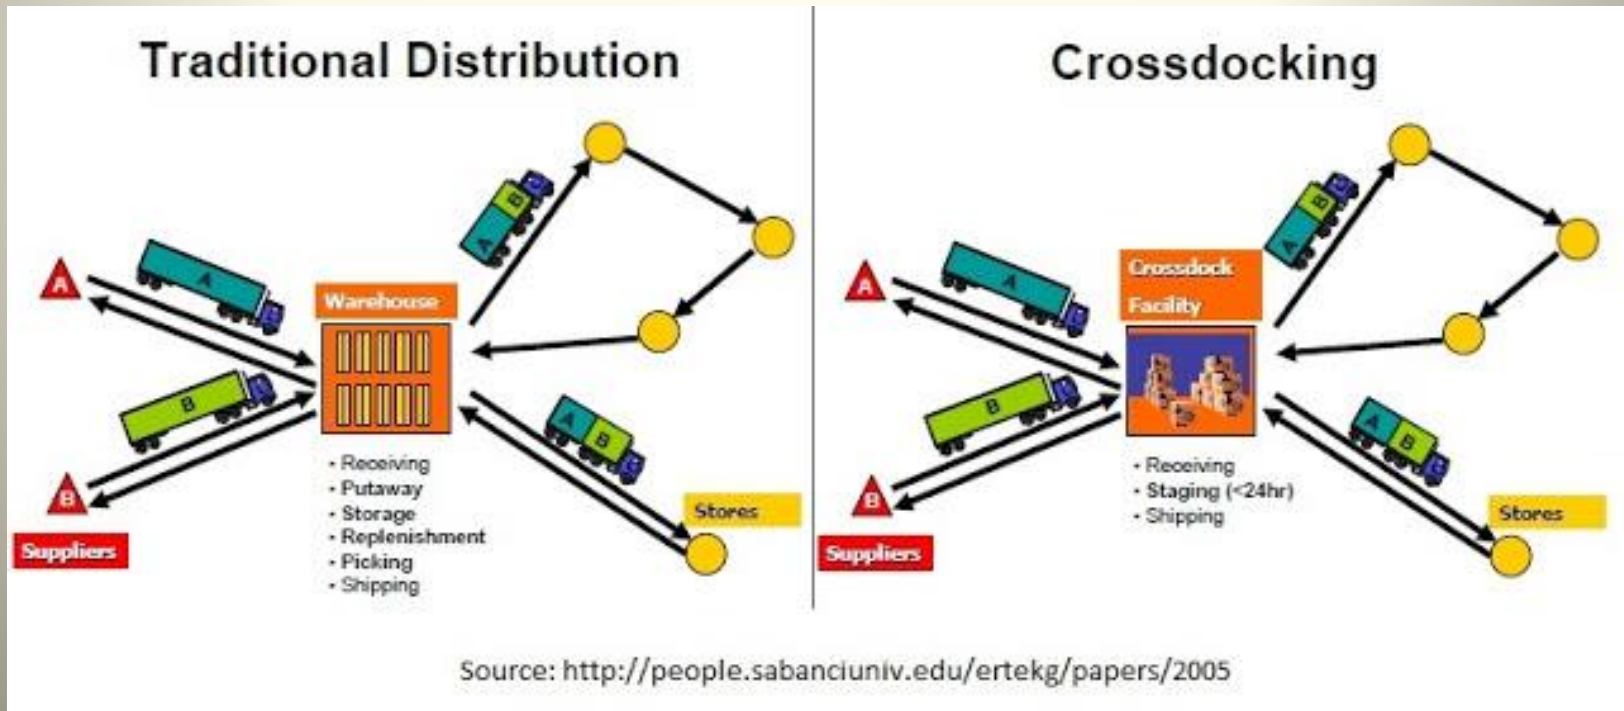 Traditional Distribution
A
A
B
A
Warehouse
B
B
A
B
Stores
Suppliers
• Receiving
• Putaway
• Storage
• Replenishment
• Picking
• Shipping
Crossdocking
A
A
B
A
Crossdock
Facility
B
B
A
B
Stores
Suppliers
• Receiving
• Staging (<24hr)
• Shipping
Source: http://people.sabanciuniv.edu/ertekg/papers/2005